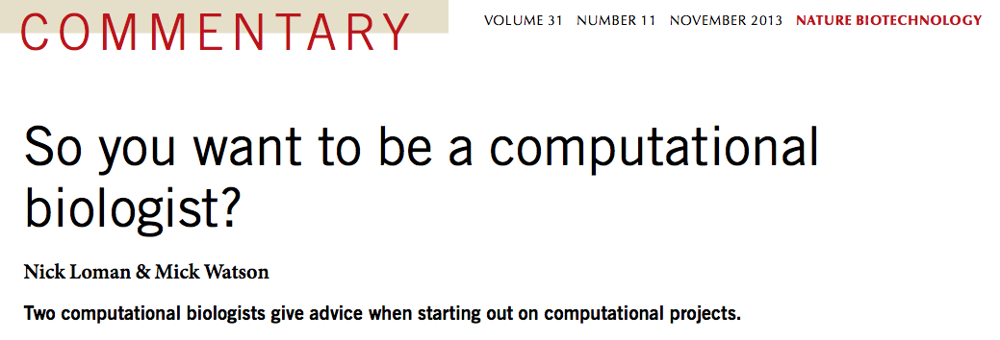 COMMENTARY
VOLUME 31 NUMBER 11 NOVEMBER 2013 NATURE BIOTECHNOLOGY
So you want to be a computational
biologist?
Nick Loman & Mick Watson
Two computational biologists give advice when starting out on computational projects.